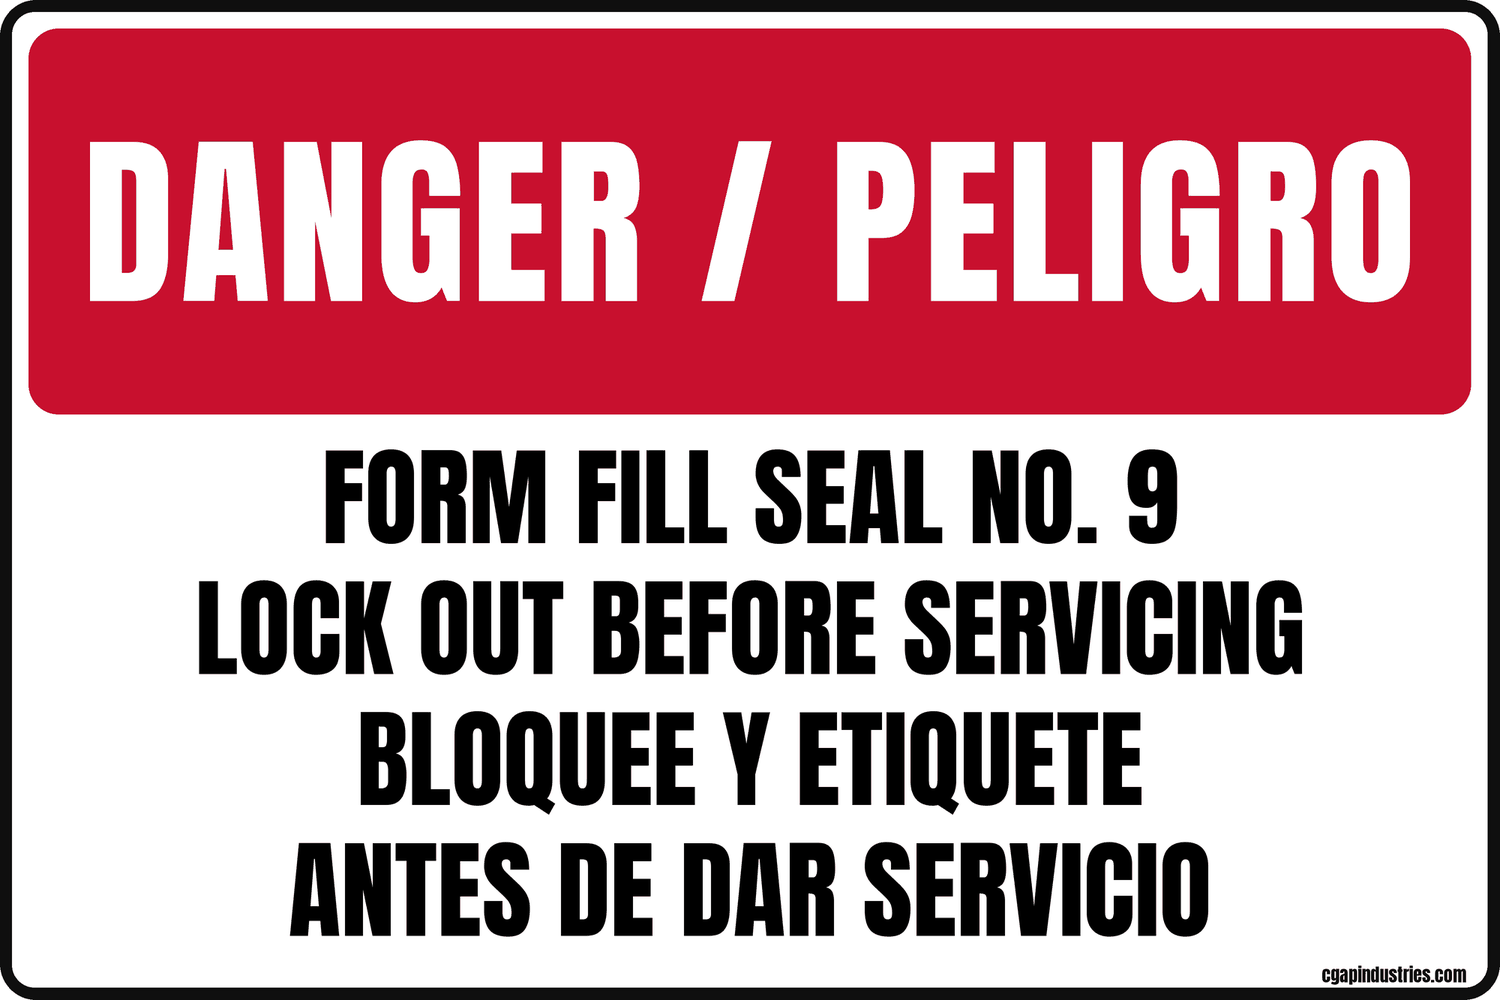 DANGER / PELIGRO
FORM FILL SEAL NO. 9
LOCK OUT BEFORE SERVICING
BLOQUEE Y ETIQUETE
ANTES DE DAR SERVICIO
cgapindustries.com